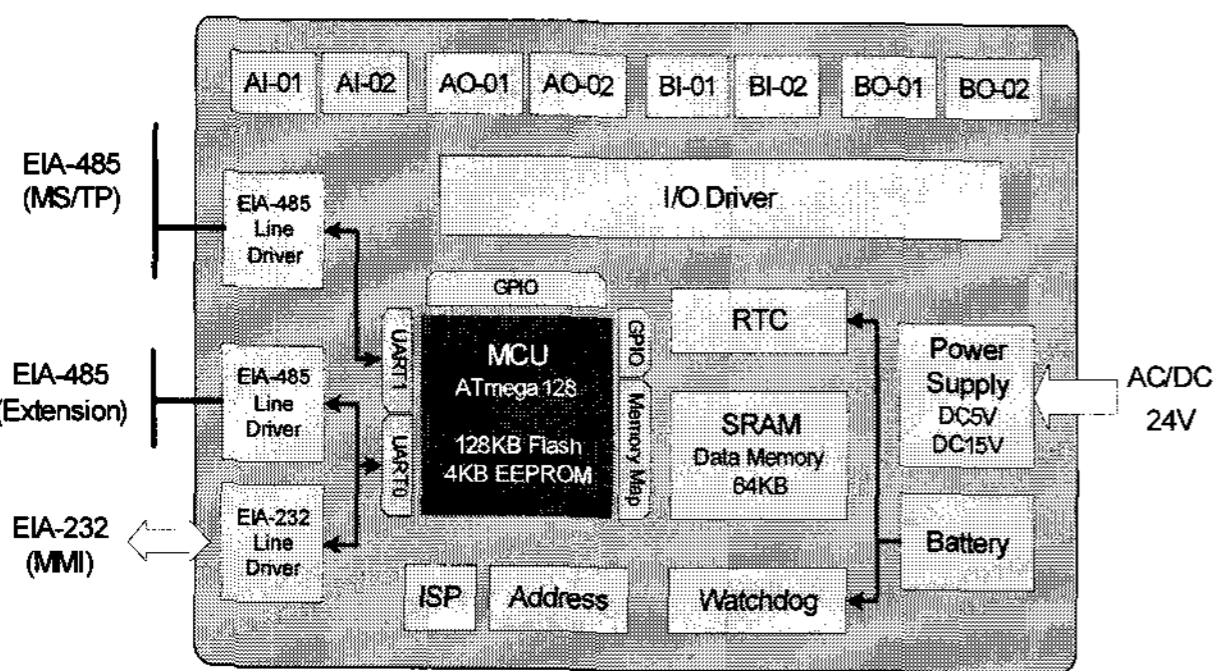 AI-01 AI-02 AO-01 AO-02 BI-01 BI-02 BO-01 BO-02
EIA-485
(MS/TP)
EIA-485
Line
Driver
I/O Driver
GPIO
UART1
UART0
MCU
ATmega 128
128KB Flash
4KB EEPROM
GPIO
Memory Map
RTC
SRAM
Data Memory
64KB
Power
Supply
DC5V
DC15V
AC/DC
24V
EIA-485
(Extension)
EIA-485
Line
Driver
EIA-232
(MMI)
EIA-232
Line
Driver
ISP
Address
Watchdog
Battery